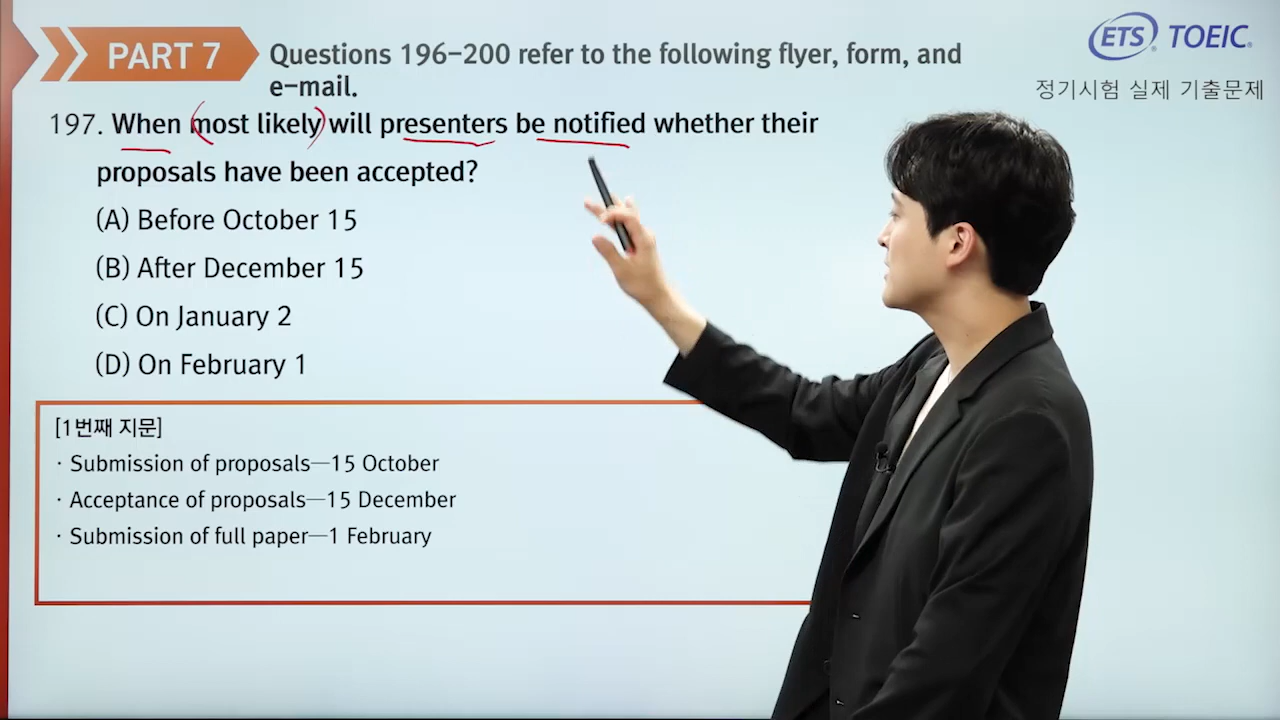 PART 7
Questions 196–200 refer to the following flyer, form, and
e-mail.
ETS® TOEIC®
정기시험 실제 기출문제
197. When most likely will presenters be notified whether their
proposals have been accepted?
(A) Before October 15
(B) After December 15
(C) On January 2
(D) On February 1
[1번째 지문]
· Submission of proposals—15 October
· Acceptance of proposals—15 December
· Submission of full paper—1 February